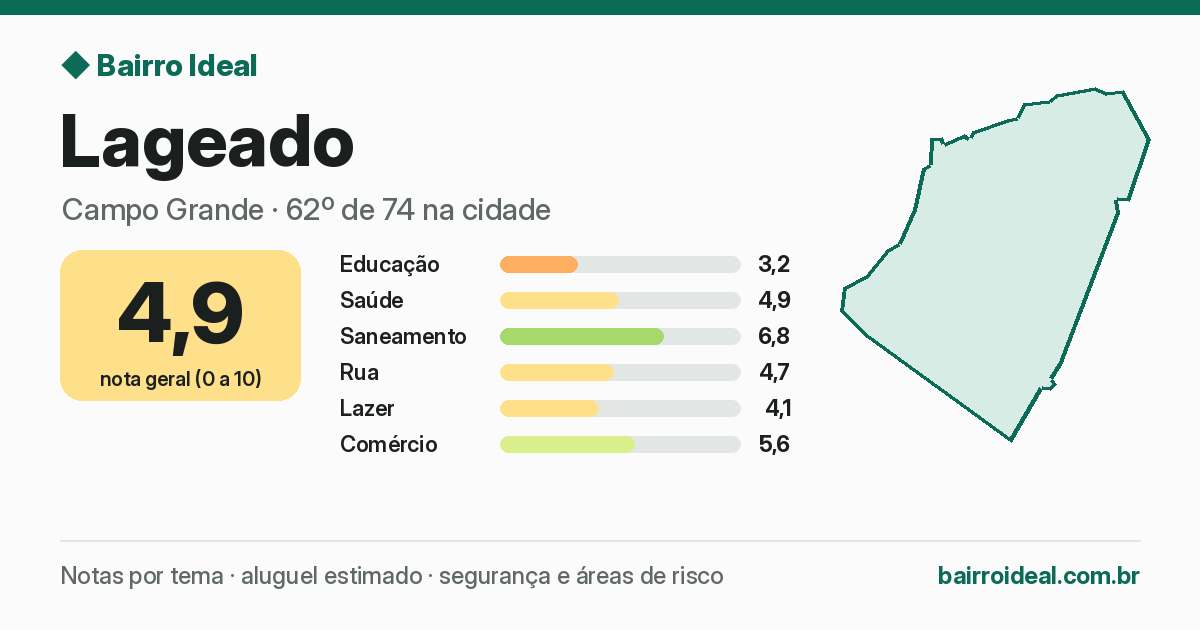 Bairro Ideal
Lageado
Campo Grande · 62º de 74 na cidade
4,9
nota geral (0 a 10)
Educação 3,2
Saúde 4,9
Saneamento 6,8
Rua 4,7
Lazer 4,1
Comércio 5,6
Notas por tema · aluguel estimado · segurança e áreas de risco
bairroideal.com.br